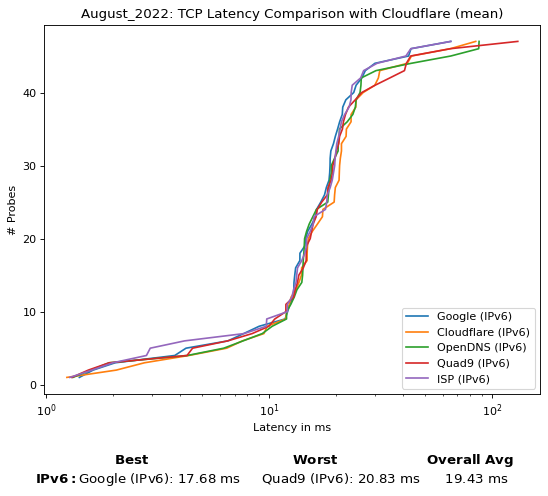 August_2022: TCP Latency Comparison with Cloudflare (mean)
# Probes
40
30
20
10
0
10^0
10^1
10^2
Latency in ms
Google (IPv6)
Cloudflare (IPv6)
OpenDNS (IPv6)
Quad9 (IPv6)
ISP (IPv6)
Best Worst Overall Avg
IPv6: Google (IPv6): 17.68 ms Quad9 (IPv6): 20.83 ms 19.43 ms